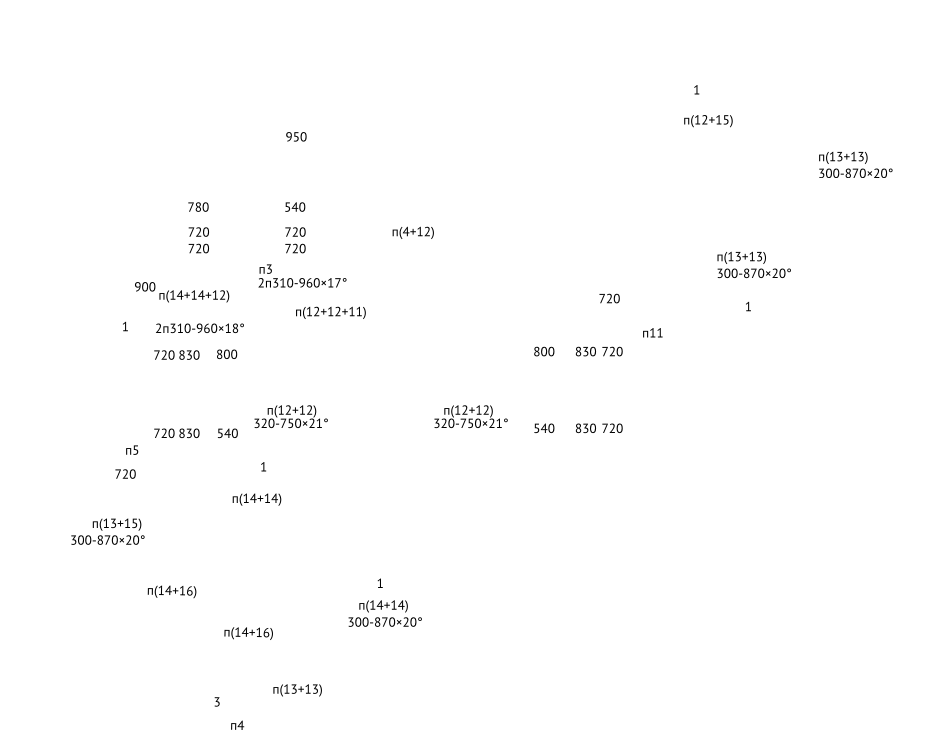 1
п(12+15)
950
п(13+13)
300-870×20°
780 540
720 720 п(4+12)
720 720
п(13+13)
п3
300-870×20°
2п310-960×17°
900 п(14+14+12)
720
1
п(12+12+11)
1 2п310-960×18°
п11
720 830 800
800 830 720
п(12+12) п(12+12)
320-750×21° 320-750×21°
540 830 720
720 830 540
п5
1
720
п(14+14)
п(13+15)
300-870×20°
1
п(14+16)
п(14+14)
300-870×20°
п(14+16)
п(13+13)
3
п4